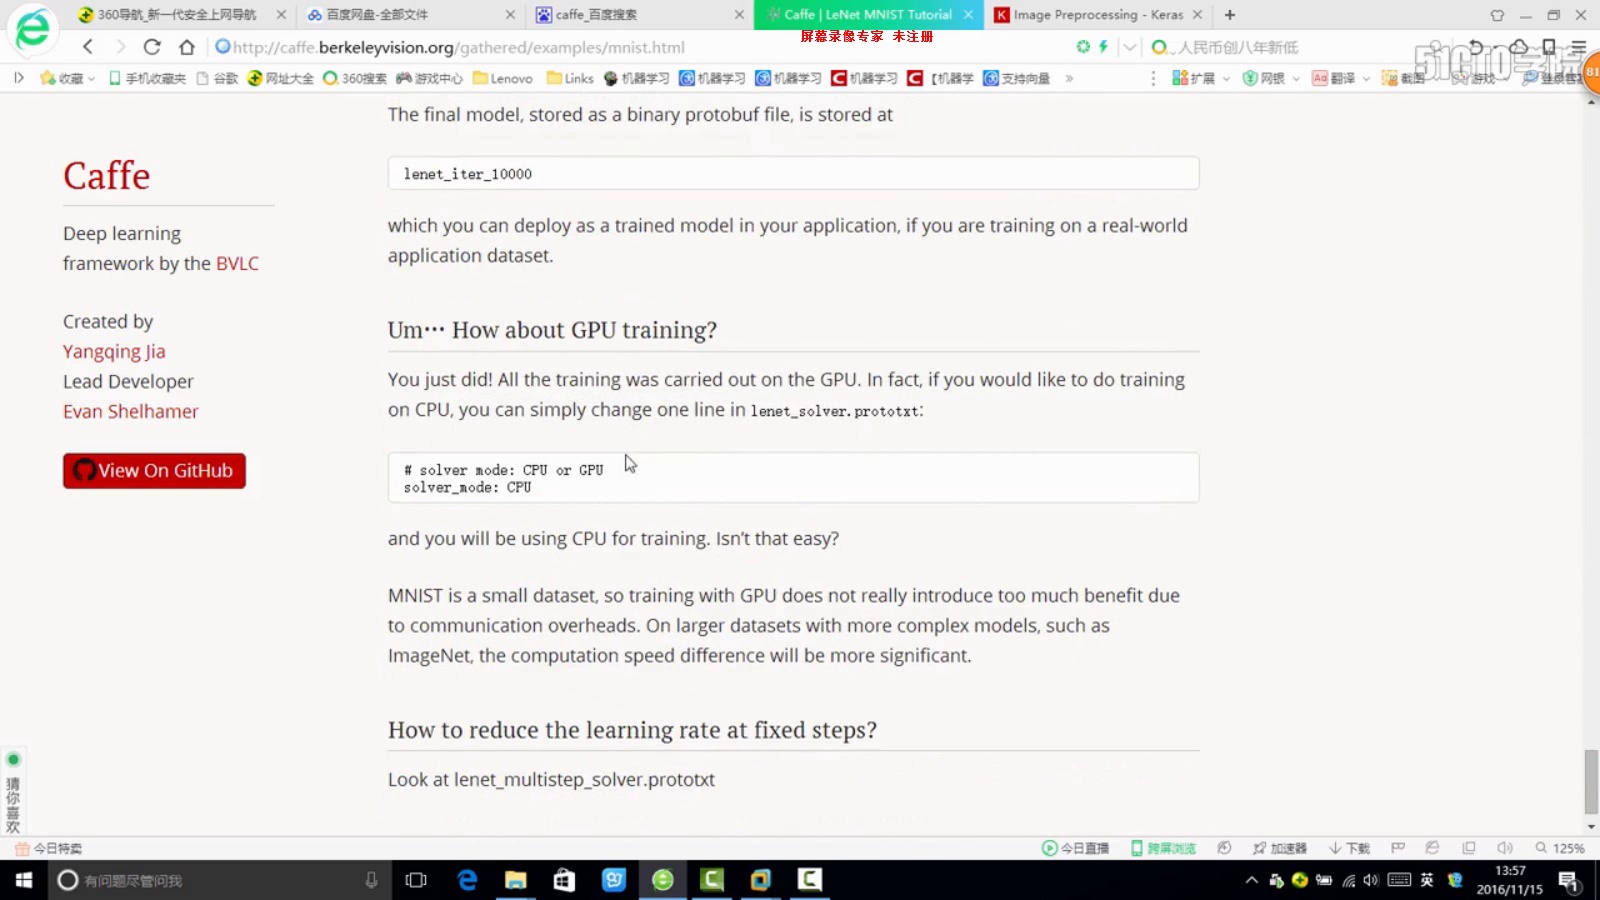 360导航_新一代安全上网导航
百度网盘-全部文件
caffe_百度搜索
Caffe | LeNet MNIST Tutorial
Image Preprocessing - Keras
屏幕录像专家 未注册
http://caffe.berkeleyvision.org/gathered/examples/mnist.html
人民币创八年新低
51CTO学院
81
收藏
手机收藏夹
谷歌
网址大全
360搜索
游戏中心
Lenovo
Links
机器学习
机器学习
机器学习
机器学习
【机器学
支持向量
»
扩展
网银
翻译
截图
游戏
The final model, stored as a binary protobuf file, is stored at
Caffe
lenet_iter_10000
which you can deploy as a trained model in your application, if you are training on a real-world
application dataset.
Deep learning
framework by the BVLC
Created by
Yangqing Jia
Lead Developer
Evan Shelhamer
View On GitHub
Um··· How about GPU training?
You just did! All the training was carried out on the GPU. In fact, if you would like to do training
on CPU, you can simply change one line in lenet_solver.prototxt:
# solver mode: CPU or GPU
solver_mode: CPU
and you will be using CPU for training. Isn’t that easy?
MNIST is a small dataset, so training with GPU does not really introduce too much benefit due
to communication overheads. On larger datasets with more complex models, such as
ImageNet, the computation speed difference will be more significant.
How to reduce the learning rate at fixed steps?
Look at lenet_multistep_solver.prototxt
猜你喜欢
今日特卖
今日直播
跨屏浏览
加速器
下载
125%
有问题尽管问我
英
13:57
2016/11/15
1